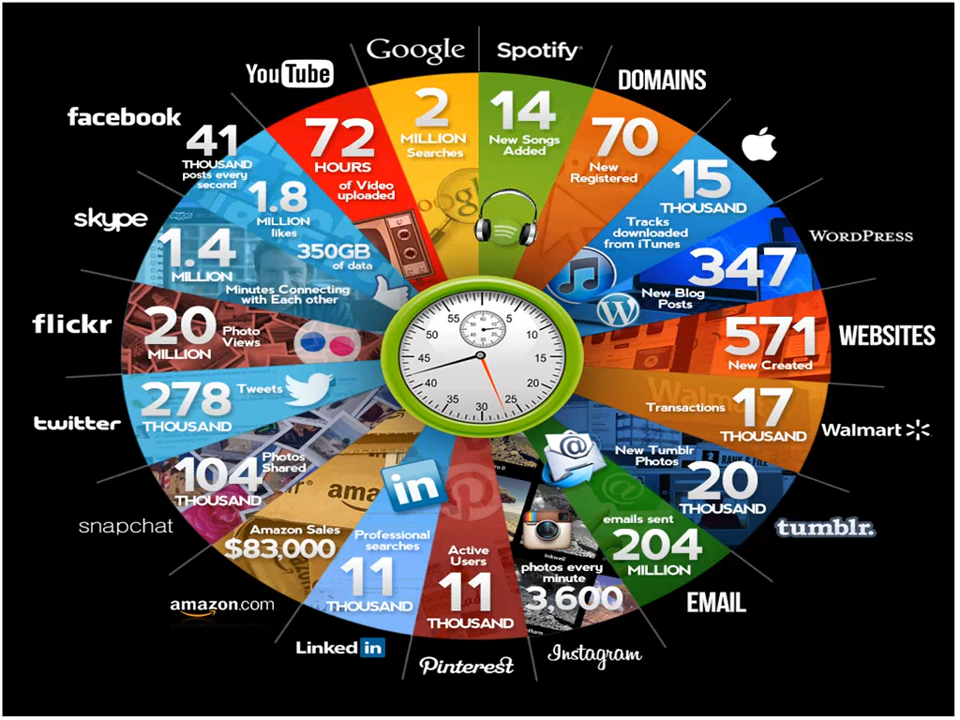 Google
2
MILLION
Searches
Spotify
14
New Songs
Added
DOMAINS
70
New
Registered
15
THOUSAND
Tracks
downloaded
from iTunes
WORDPRESS
347
New Blog
Posts
WEBSITES
571
New Created
Walmart
Transactions
17
THOUSAND
tumblr.
New Tumblr
Photos
20
THOUSAND
EMAIL
emails sent
204
MILLION
Instagram
photos every
minute
3,600
Pinterest
Active
Users
11
THOUSAND
Linked in
in
Professional
searches
11
THOUSAND
amazon.com
Amazon Sales
$83,000
snapchat
Photos
Shared
104
THOUSAND
twitter
278
THOUSAND
Tweets
flickr
20
MILLION
Photo
Views
skype
1.4
MILLION
Minutes Connecting
with Each other
facebook
41
THOUSAND
posts every
second
1.8
MILLION
likes
350GB
of data
YouTube
72
HOURS
of Video
uploaded
60
5
10
15
20
25
30
35
40
45
50
55